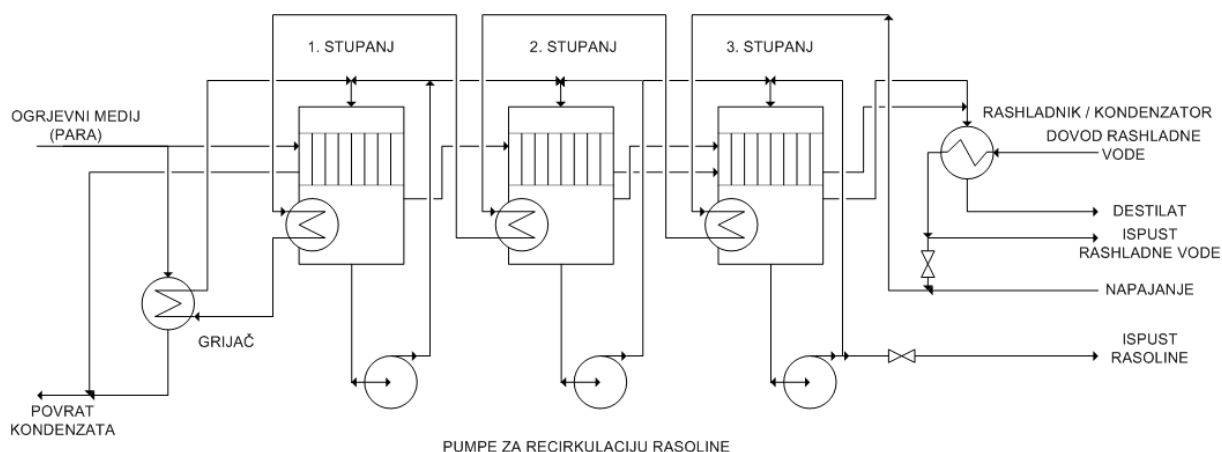 1. STUPANJ
2. STUPANJ
3. STUPANJ
OGRJEVNI MEDIJ
(PARA)
RASHLADNIK / KONDENZATOR
DOVOD RASHLADNE
VODE
DESTILAT
ISPUST
RASHLADNE VODE
NAPAJANJE
GRIJAČ
ISPUST
RASOLINE
POVRAT
KONDENZATA
PUMPE ZA RECIRKULACIJU RASOLINE